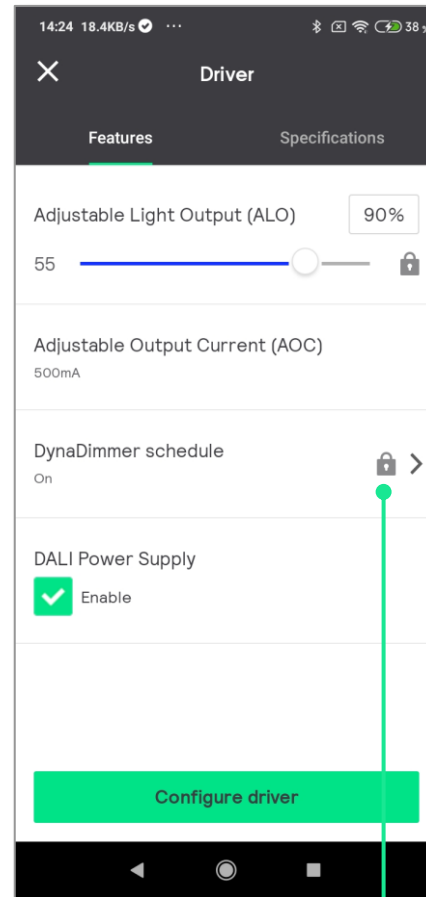 14:24 18.4KB/s ··· 38
Driver
Features Specifications
Adjustable Light Output (ALO) 90%
55
Adjustable Output Current (AOC)
500mA
DynaDimmer schedule
On
DALI Power Supply
Enable
Configure driver